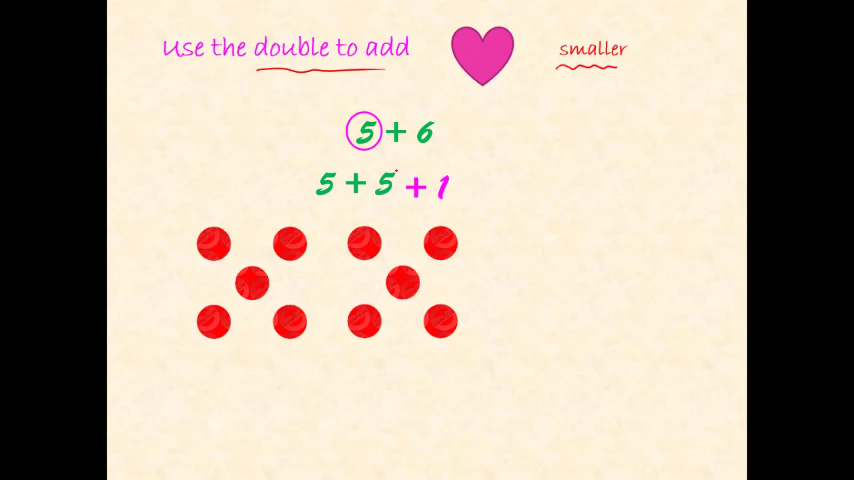 Use the double to add
smaller
5 + 6
5 + 5 + 1